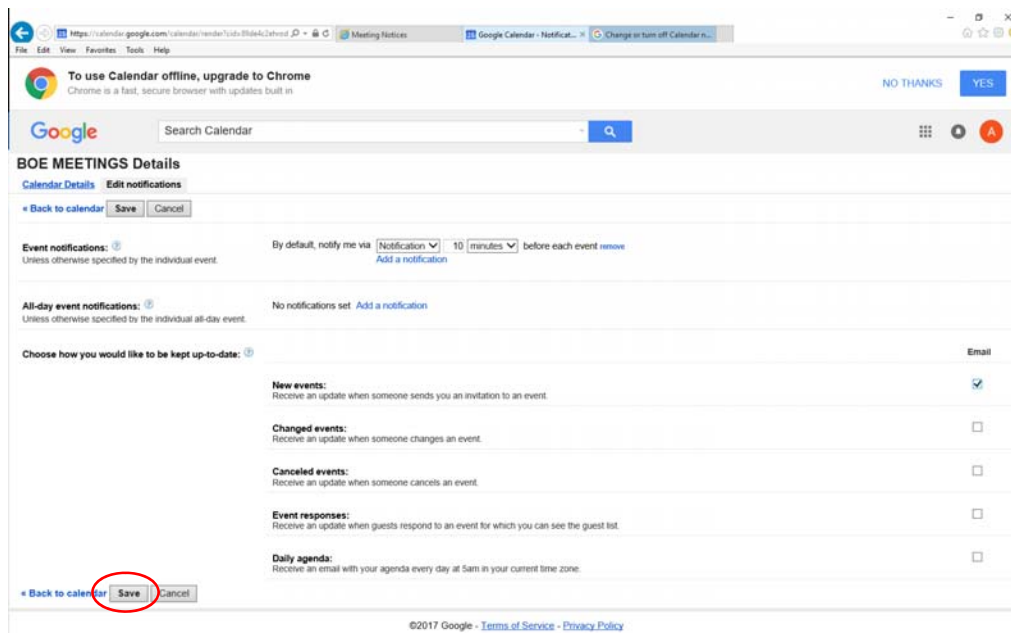 https://calendar.google.com/calendar/render?
Meeting Notices
Google Calendar - Notificat...
Change or turn off Calendar n...
File Edit View Favorites Tools Help
To use Calendar offline, upgrade to Chrome
Chrome is a fast, secure browser with updates built in
NO THANKS
YES
Google
Search Calendar
A
BOE MEETINGS Details
Calendar Details Edit notifications
« Back to calendar Save Cancel
Event notifications: ?
By default, notify me via Notification 10 minutes before each event remove
Unless otherwise specified by the individual event.
Add a notification
All-day event notifications: ?
No notifications set Add a notification
Unless otherwise specified by the individual all-day event.
Choose how you would like to be kept up-to-date: ?
Email
New events:
Receive an update when someone sends you an invitation to an event.
Changed events:
Receive an update when someone changes an event.
Canceled events:
Receive an update when someone cancels an event.
Event responses:
Receive an update when guests respond to an event for which you can see the guest list.
Daily agenda:
Receive an email with your agenda every day at 5am in your current time zone.
« Back to calendar Save Cancel
©2017 Google - Terms of Service - Privacy Policy